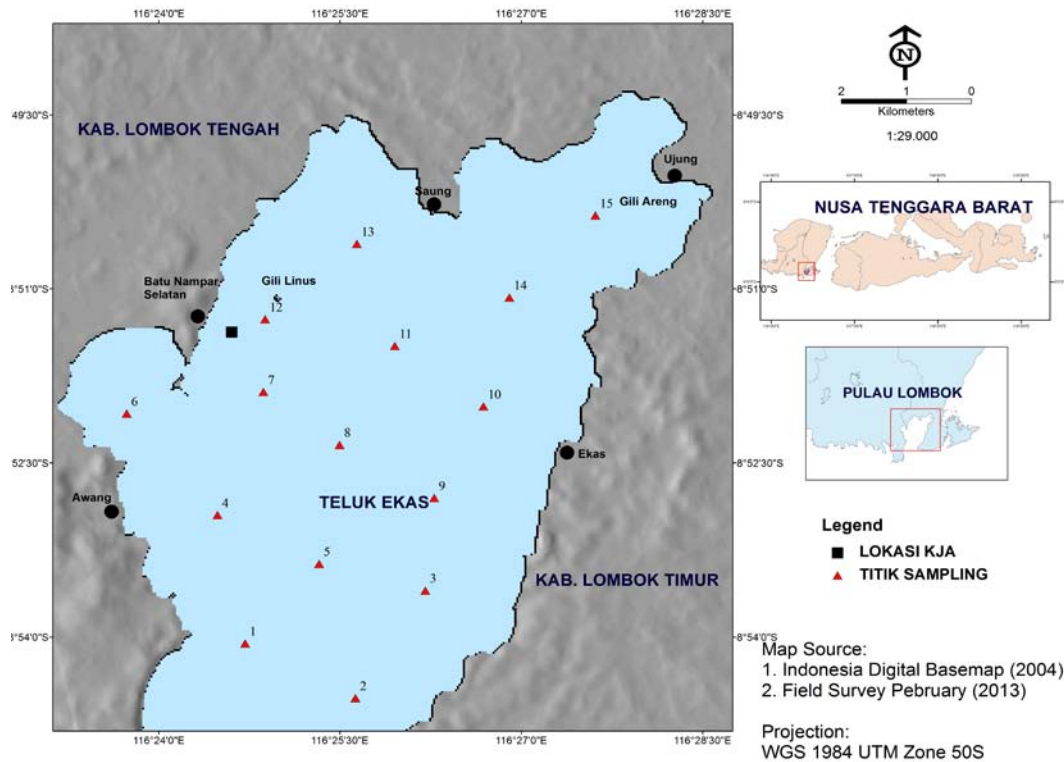 116°24'0"E 116°25'30"E 116°27'0"E 116°28'30"E
8°49'30"S
8°51'0"S
8°52'30"S
8°54'0"S
KAB. LOMBOK TENGAH
Ujung
Saung
Gili Areng
15
13
Batu Nampar
Selatan
Gili Linus
14
12
11
7
10
6
8
Ekas
9
Awang
TELUK EKAS
4
5
KAB. LOMBOK TIMUR
3
1
2
116°24'0"E 116°25'30"E 116°27'0"E 116°28'30"E
49'30"S
°51'0"S
52'30"S
8°54'0"S
N
2 1 0
Kilometers
1:29.000
NUSA TENGGARA BARAT
PULAU LOMBOK
Legend
LOKASI KJA
TITIK SAMPLING
Map Source:
1. Indonesia Digital Basemap (2004)
2. Field Survey Pebruary (2013)
Projection:
WGS 1984 UTM Zone 50S